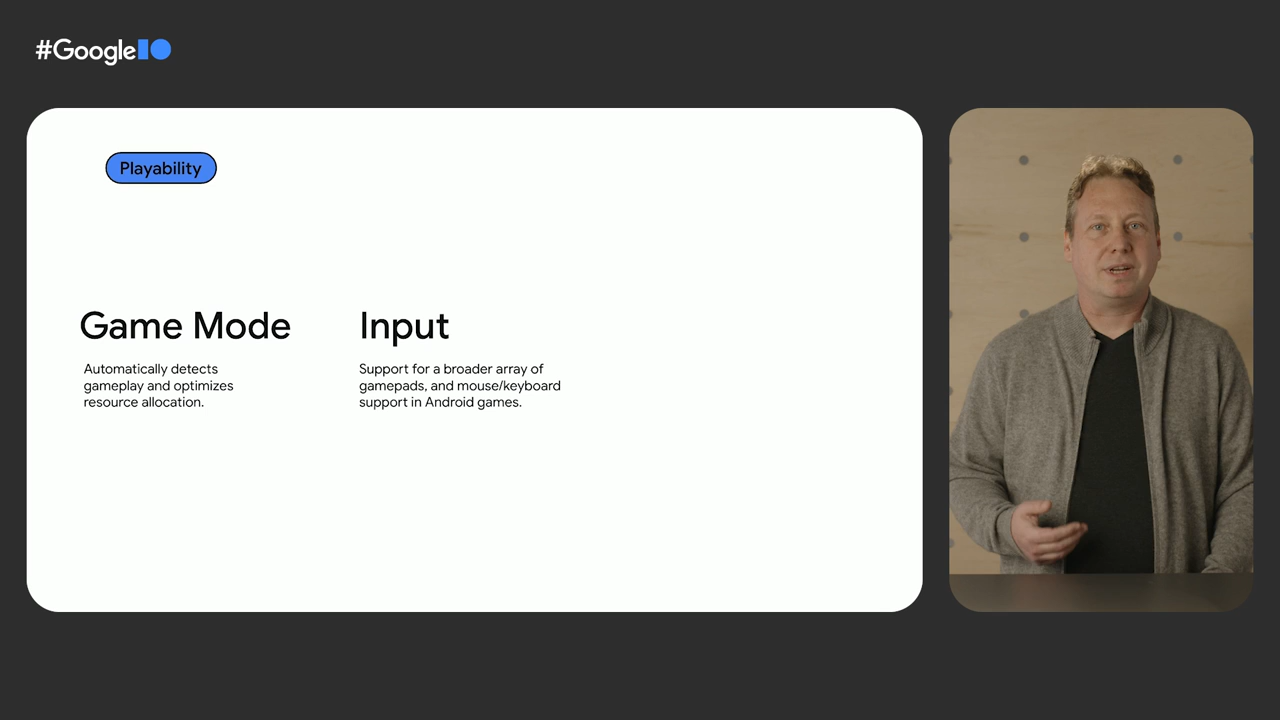 #GoogleIO
Playability
Game Mode
Automatically detects
gameplay and optimizes
resource allocation.
Input
Support for a broader array of
gamepads, and mouse/keyboard
support in Android games.